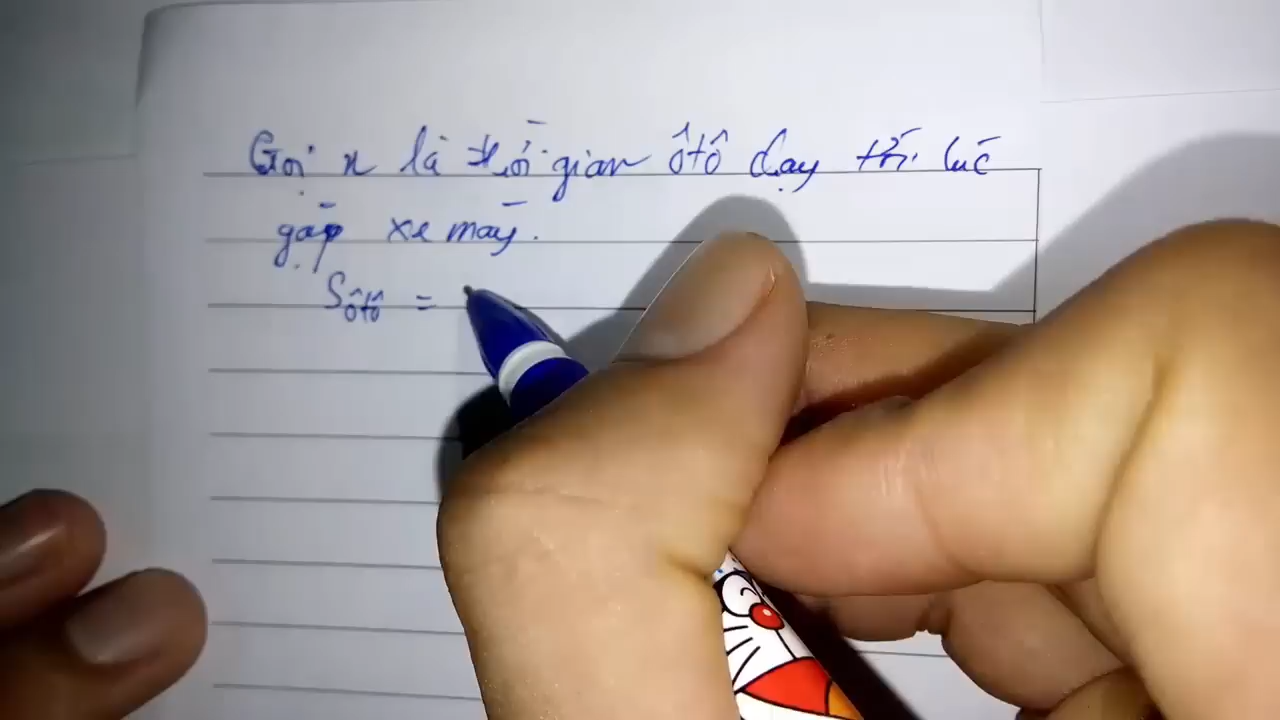 Gọi x là thời gian ôtô chạy tới lúc
gặp xe máy.
Sôtô =